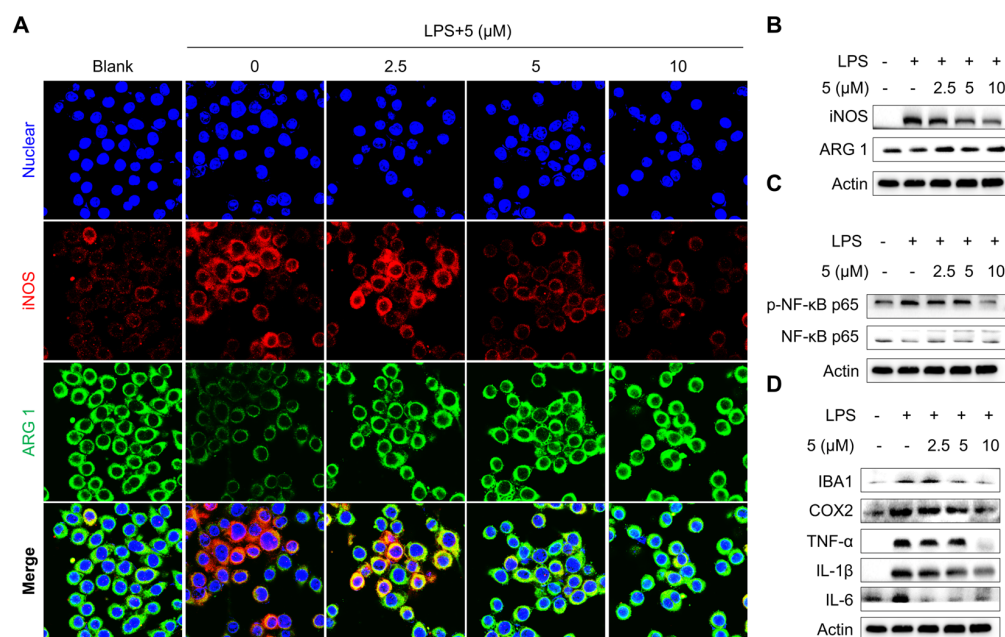 A
LPS+5 (μM)
Blank 0 2.5 5 10
Nuclear
iNOS
ARG 1
Merge
B
LPS - + + + +
5 (μM) - - 2.5 5 10
iNOS
ARG 1
Actin
C
LPS - + + + +
5 (μM) - - 2.5 5 10
p-NF-κB p65
NF-κB p65
Actin
D
LPS - + + + +
5 (μM) - - 2.5 5 10
IBA1
COX2
TNF-α
IL-1β
IL-6
Actin